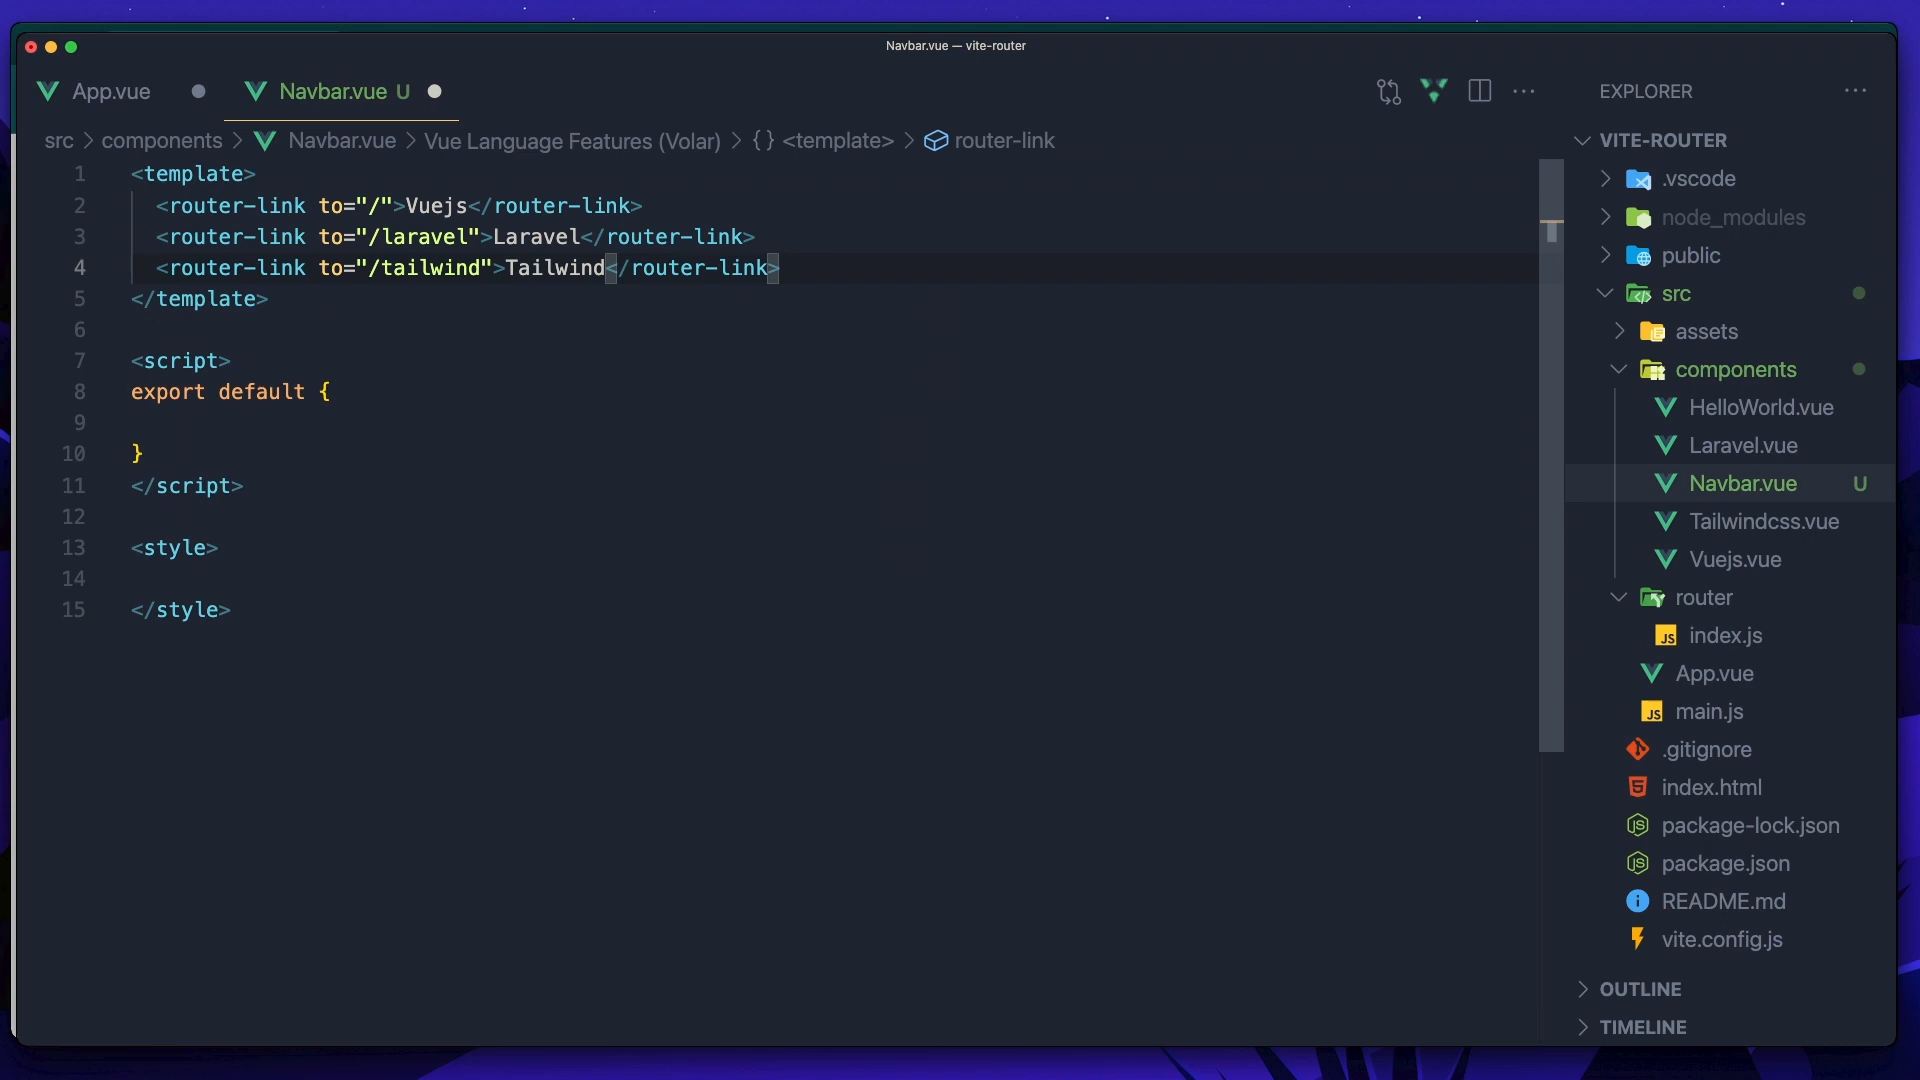 Navbar.vue — vite-router
App.vue
Navbar.vue U
EXPLORER
src > components > Navbar.vue > Vue Language Features (Volar) > {} <template> > router-link
1 <template>
2 <router-link to="/">Vuejs</router-link>
3 <router-link to="/laravel">Laravel</router-link>
4 <router-link to="/tailwind">Tailwind</router-link>
5 </template>
6
7 <script>
8 export default {
9
10 }
11 </script>
12
13 <style>
14
15 </style>
VITE-ROUTER
.vscode
node_modules
public
src
assets
components
HelloWorld.vue
Laravel.vue
Navbar.vue U
Tailwindcss.vue
Vuejs.vue
router
JS index.js
App.vue
JS main.js
.gitignore
index.html
JS package-lock.json
JS package.json
README.md
vite.config.js
OUTLINE
TIMELINE